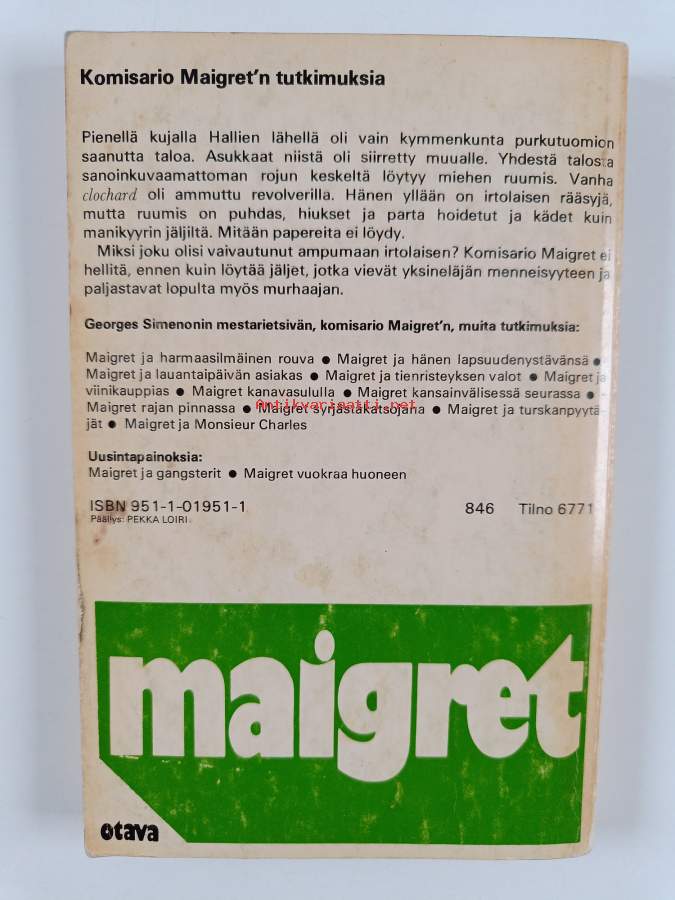 Komisario Maigret'n tutkimuksia
Pienellä kujalla Hallien lähellä oli vain kymmenkunta purkutuomion
saanutta taloa. Asukkaat niistä oli siirretty muualle. Yhdestä talosta
sanoinkuvaamattoman rojun keskeltä löytyy miehen ruumis. Vanha
clochard oli ammuttu revolverilla. Hänen yllään on irtolaisen rääsyjä,
mutta ruumis on puhdas, hiukset ja parta hoidetut ja kädet kuin
manikyyrin jäljiltä. Mitään papereita ei löydy.
Miksi joku olisi vaivautunut ampumaan irtolaisen? Komisario Maigret ei
hellitä, ennen kuin löytää jäljet, jotka vievät yksineläjän menneisyyteen ja
paljastavat lopulta myös murhaajan.
Georges Simenonin mestarietsivän, komisario Maigret'n, muita tutkimuksia:
Maigret ja harmaasilmäinen rouva ● Maigret ja hänen lapsuudenystävänsä ●
Maigret ja lauantaipäivän asiakas ● Maigret ja tienristeyksen valot ● Maigret ja
viinikauppias ● Maigret kanavasululla ● Maigret kansainvälisessä seurassa ●
Maigret rajan pinnassa ● Maigret syrjästäkatsojana ● Maigret ja turskanpyytä-
jät ● Maigret ja Monsieur Charles
Antikvariaatti.net
Uusintapainoksia:
Maigret ja gangsterit ● Maigret vuokraa huoneen
ISBN 951-1-01951-1 846 Tilno 6771
Päällys: PEKKA LOIRI
maigret
otava